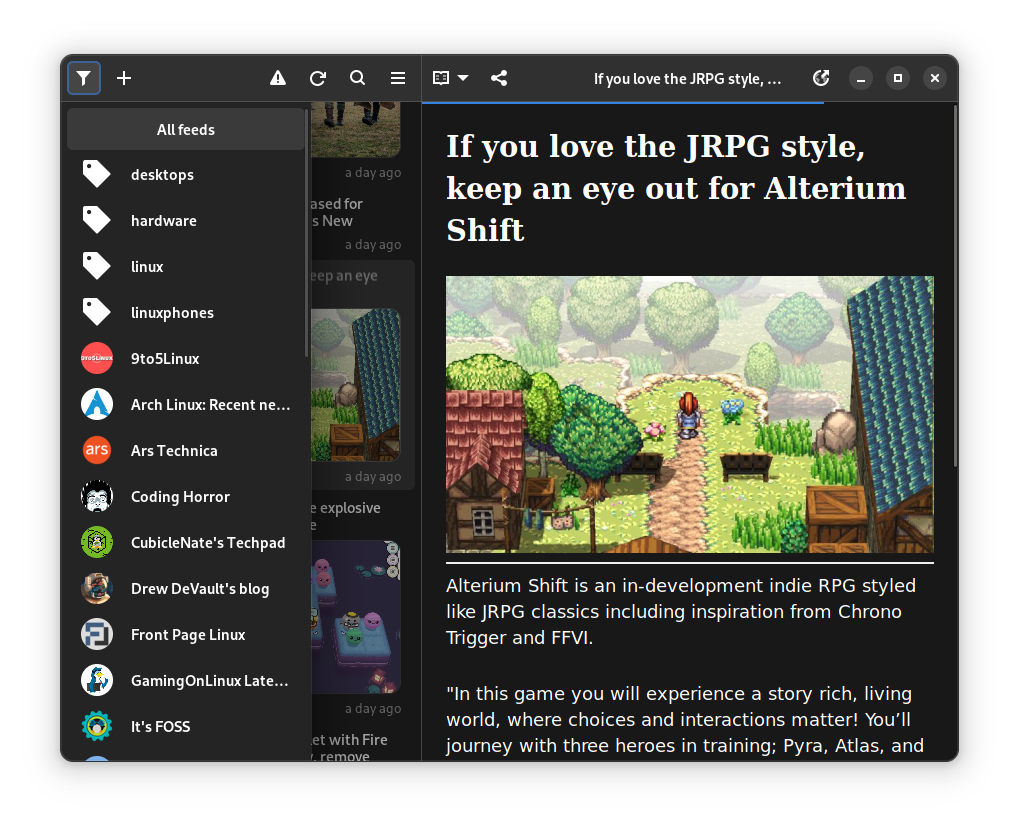 If you love the JRPG style, ...
All feeds
desktops
hardware
linux
linuxphones
9to5Linux
9to5Linux
Arch Linux: Recent ne...
ars
Ars Technica
Coding Horror
CubicleNate's Techpad
Drew DeVault's blog
Front Page Linux
GamingOnLinux Late...
It's FOSS
a day ago
ased for
s New
a day ago
eep an eye
a day ago
e explosive
e
a day ago
let with Fire
, remove
If you love the JRPG style,
keep an eye out for Alterium
Shift
Alterium Shift is an in-development indie RPG styled
like JRPG classics including inspiration from Chrono
Trigger and FFVI.
"In this game you will experience a story rich, living
world, where choices and interactions matter! You’ll
journey with three heroes in training; Pyra, Atlas, and